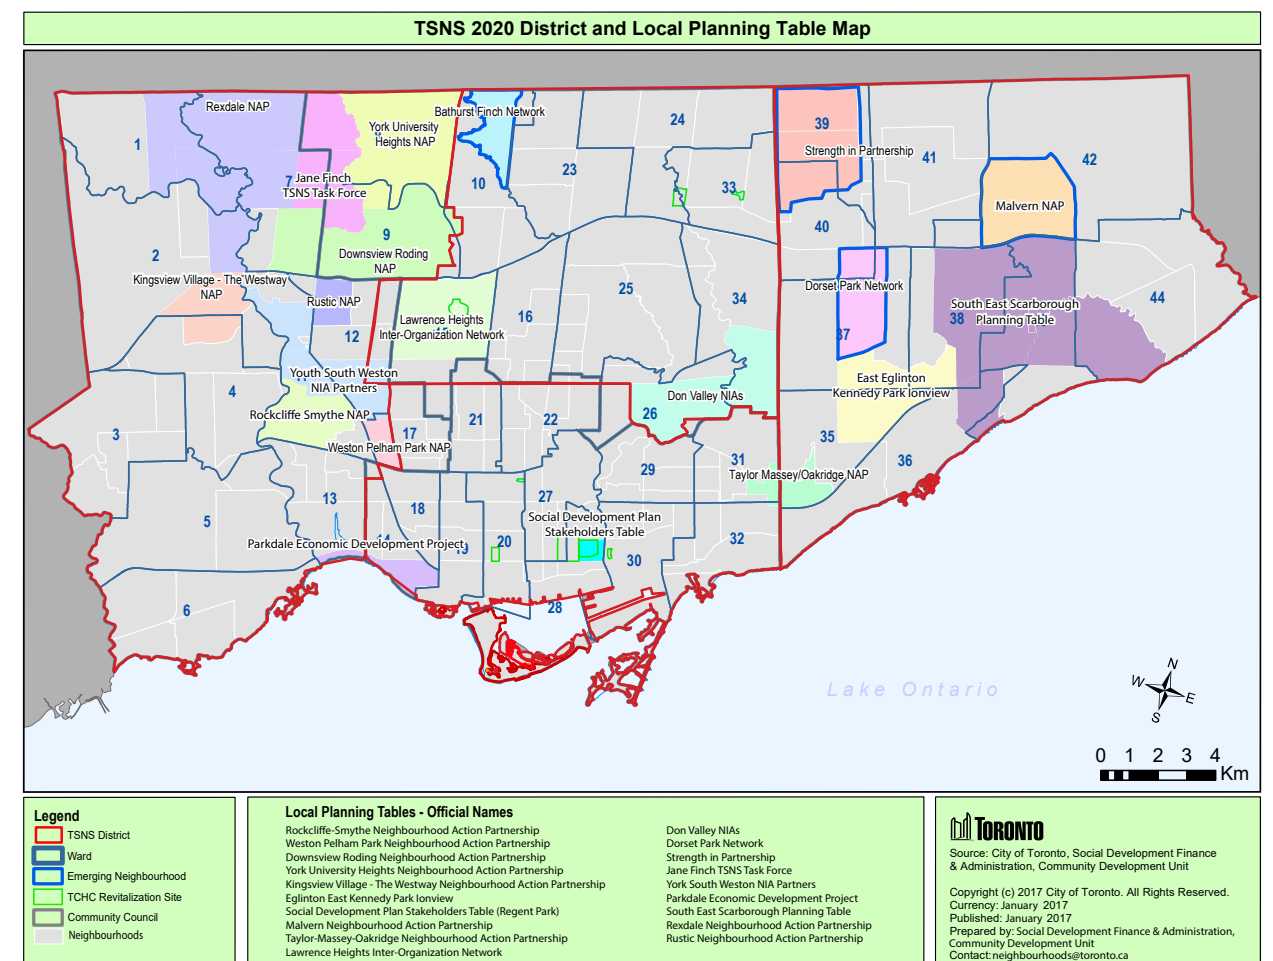 TSNS 2020 District and Local Planning Table Map
Rexdale NAP
Bathurst Finch Network
York University
Heights NAP
1
24
39
Strength in Partnership
41
42
7
Jane Finch
TSNS Task Force
10
23
33
Malvern NAP
9
40
2
Downsview Roding
NAP
Kingsview Village - The Westway
NAP
Rustic NAP
25
34
Dorset Park Network
South East Scarborough
Planning Table
44
38
Lawrence Heights
Inter-Organization Network
16
12
37
Youth South Weston
NIA Partners
4
East Eglinton
Kennedy Park Ionview
Don Valley NIAs
Rockcliffe Smythe NAP
26
21
22
3
17
Weston Pelham Park NAP
35
31
36
29
Taylor Massey/Oakridge NAP
13
18
27
5
Social Development Plan
Stakeholders Table
Parkdale Economic Development Project
14
19
20
32
30
6
28
Lake Ontario
N
W
E
S
0 1 2 3 4
Km
Legend
TSNS District
Ward
Emerging Neighbourhood
TCHC Revitalization Site
Community Council
Neighbourhoods
Local Planning Tables - Official Names
Rockcliffe-Smythe Neighbourhood Action Partnership
Weston Pelham Park Neighbourhood Action Partnership
Downsview Roding Neighbourhood Action Partnership
York University Heights Neighbourhood Action Partnership
Kingsview Village - The Westway Neighbourhood Action Partnership
Eglinton East Kennedy Park Ionview
Social Development Plan Stakeholders Table (Regent Park)
Malvern Neighbourhood Action Partnership
Taylor-Massey-Oakridge Neighbourhood Action Partnership
Lawrence Heights Inter-Organization Network
Don Valley NIAs
Dorset Park Network
Strength in Partnership
Jane Finch TSNS Task Force
York South Weston NIA Partners
Parkdale Economic Development Project
South East Scarborough Planning Table
Rexdale Neighbourhood Action Partnership
Rustic Neighbourhood Action Partnership
TORONTO
Source: City of Toronto, Social Development Finance
& Administration, Community Development Unit
Copyright (c) 2017 City of Toronto. All Rights Reserved.
Currency: January 2017
Published: January 2017
Prepared by: Social Development Finance & Administration,
Community Development Unit
Contact: neighbourhoods@toronto.ca